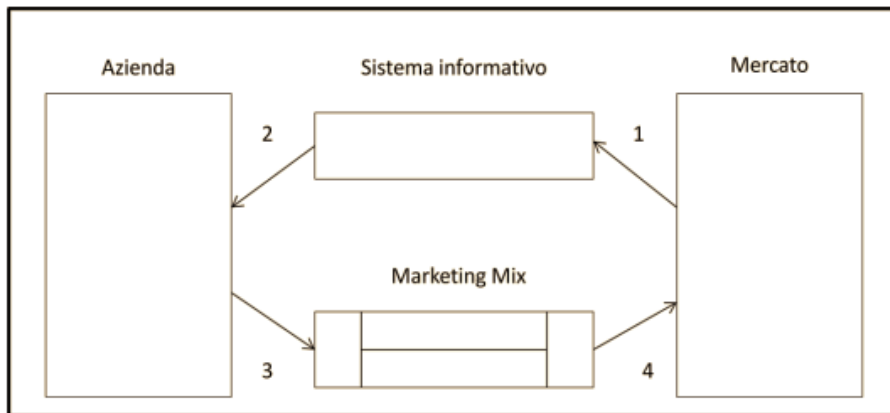 Azienda
Sistema informativo
Mercato
2
1
Marketing Mix
3
4